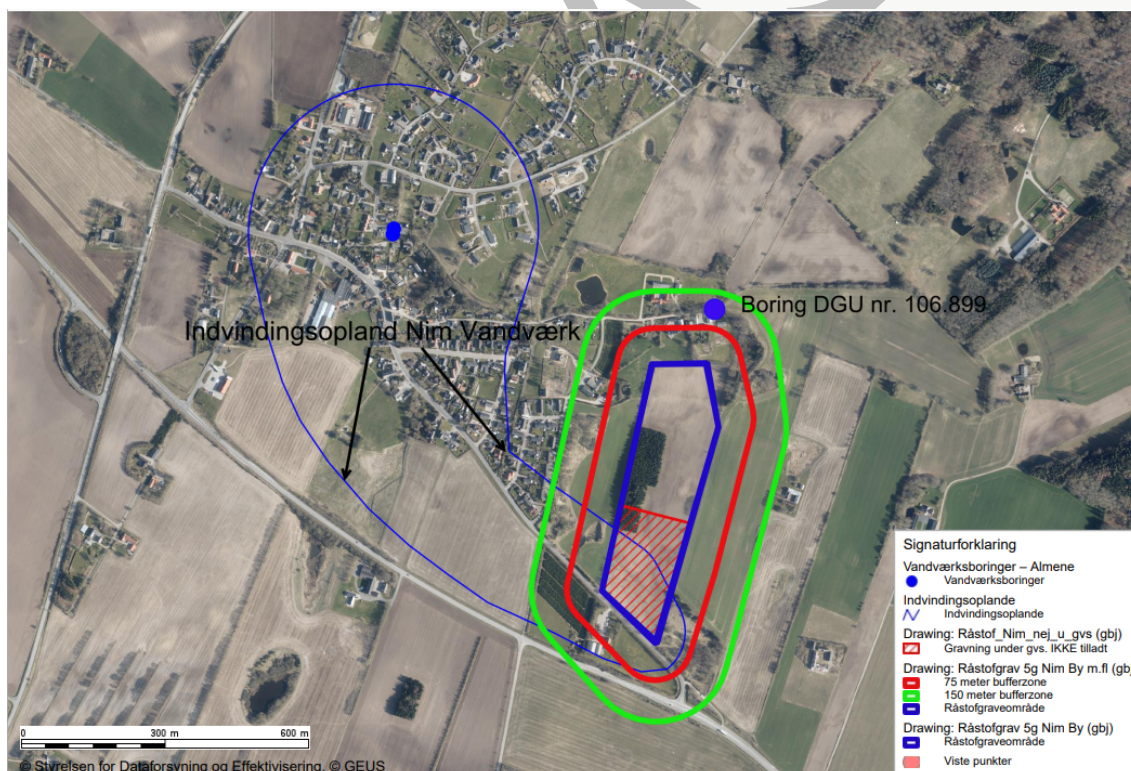 Boring DGU nr. 106.899
Indvindingsopland Nim Vandværk
Signaturforklaring
Vandværksboringer – Almene
Vandværksboringer
Indvindingsoplande
Indvindingsoplande
Drawing: Råstof_Nim_nej_u_gvs (gbj)
Gravning under gvs. IKKE tilladt
Drawing: Råstofgrav 5g Nim By m.fl (gbj
75 meter bufferzone
150 meter bufferzone
Råstofgraveområde
Drawing: Råstofgrav 5g Nim By (gbj)
Råstofgraveområde
Viste punkter
0 300 m 600 m
© Styrelsen for Dataforsyning og Effektivisering, © GEUS